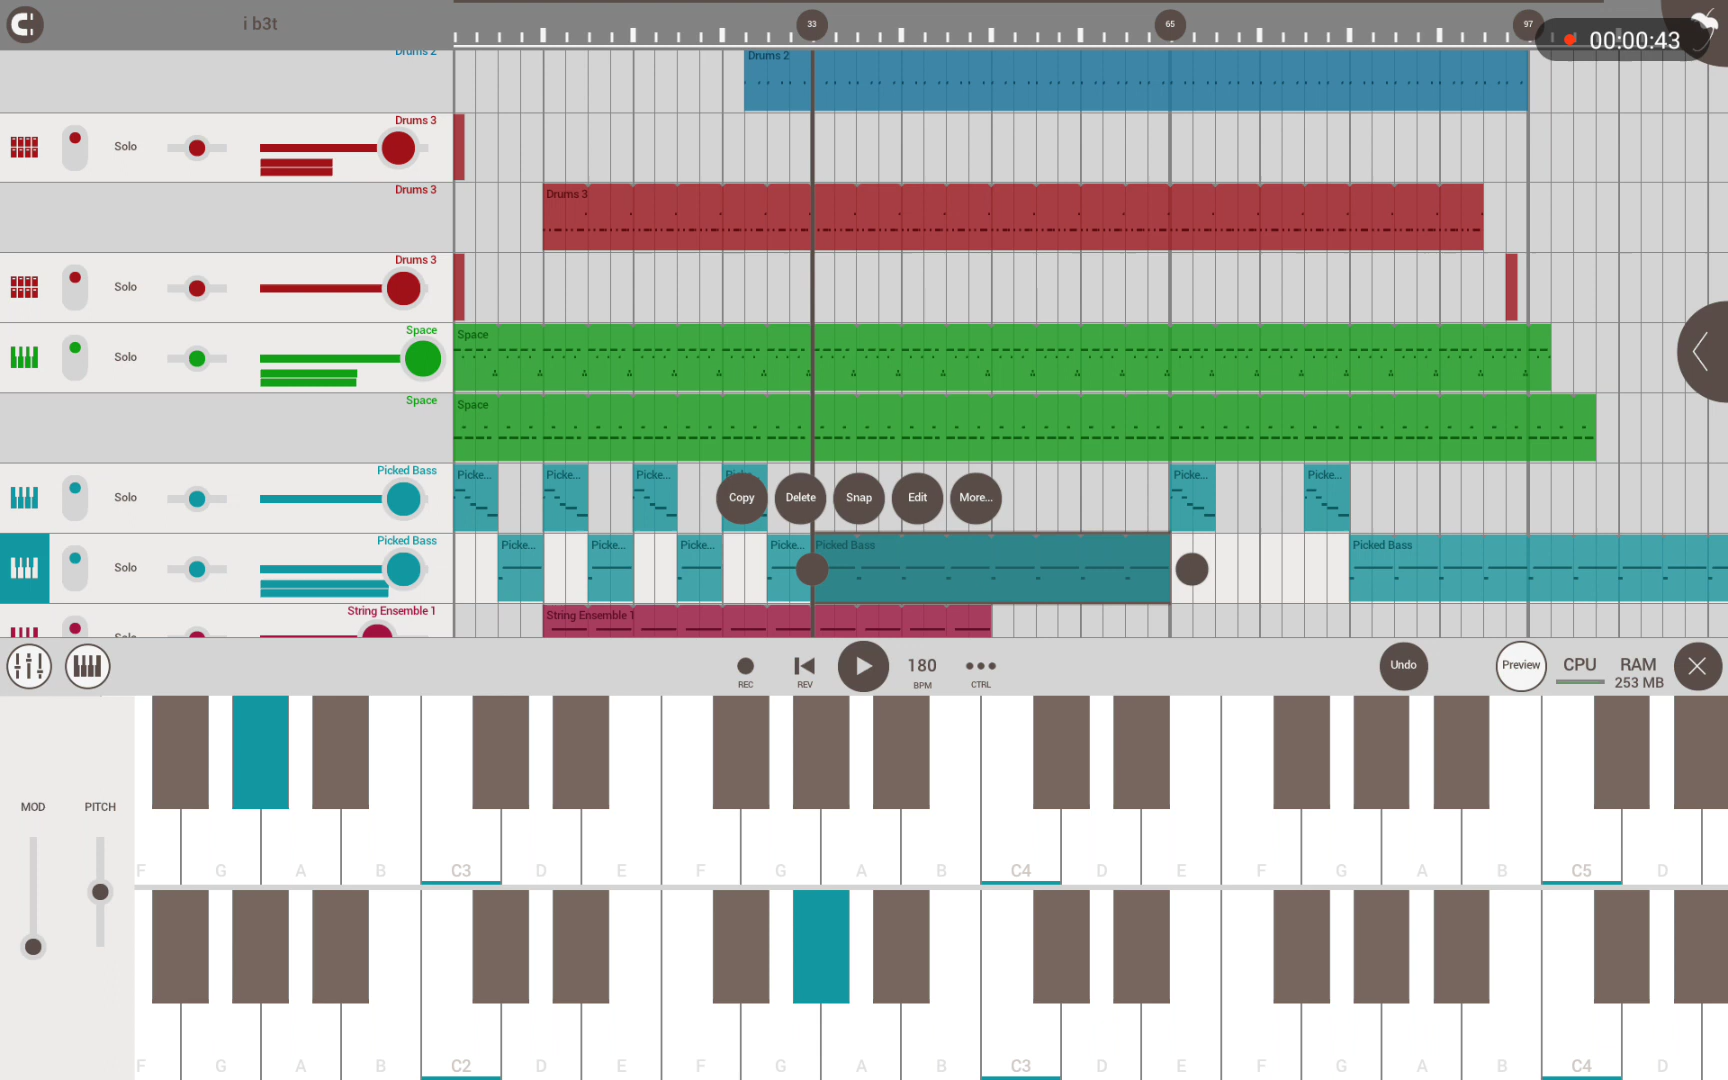 i b3t
33
65
97
00:00:43
Drums 2
Drums 2
Drums 3
Solo
Drums 3
Drums 3
Drums 3
Solo
Space
Solo
Space
Space
Space
Picked Bass
Solo
Picke...
Picke...
Picke...
Picke...
Picke...
Copy
Delete
Snap
Edit
More...
Picked Bass
Solo
Picke...
Picke...
Picke...
Picke...
Picked Bass
Picked Bass
String Ensemble 1
Solo
String Ensemble 1
REC
REV
180
BPM
CTRL
Undo
Preview
CPU
RAM
253 MB
MOD
PITCH
F G A B C3 D E F G A B C4 D E F G A B C5 D
F G A B C2 D E F G A B C3 D E F G A B C4 D